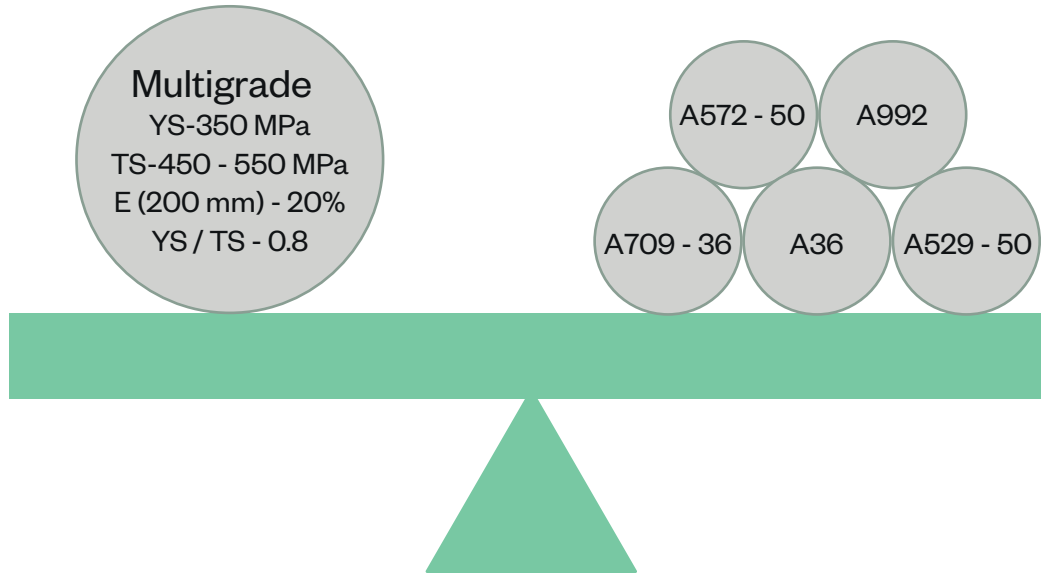 Multigrade
YS-350 MPa
TS-450 - 550 MPa
E (200 mm) - 20%
YS / TS - 0.8
A572 - 50
A992
A709 - 36
A36
A529 - 50